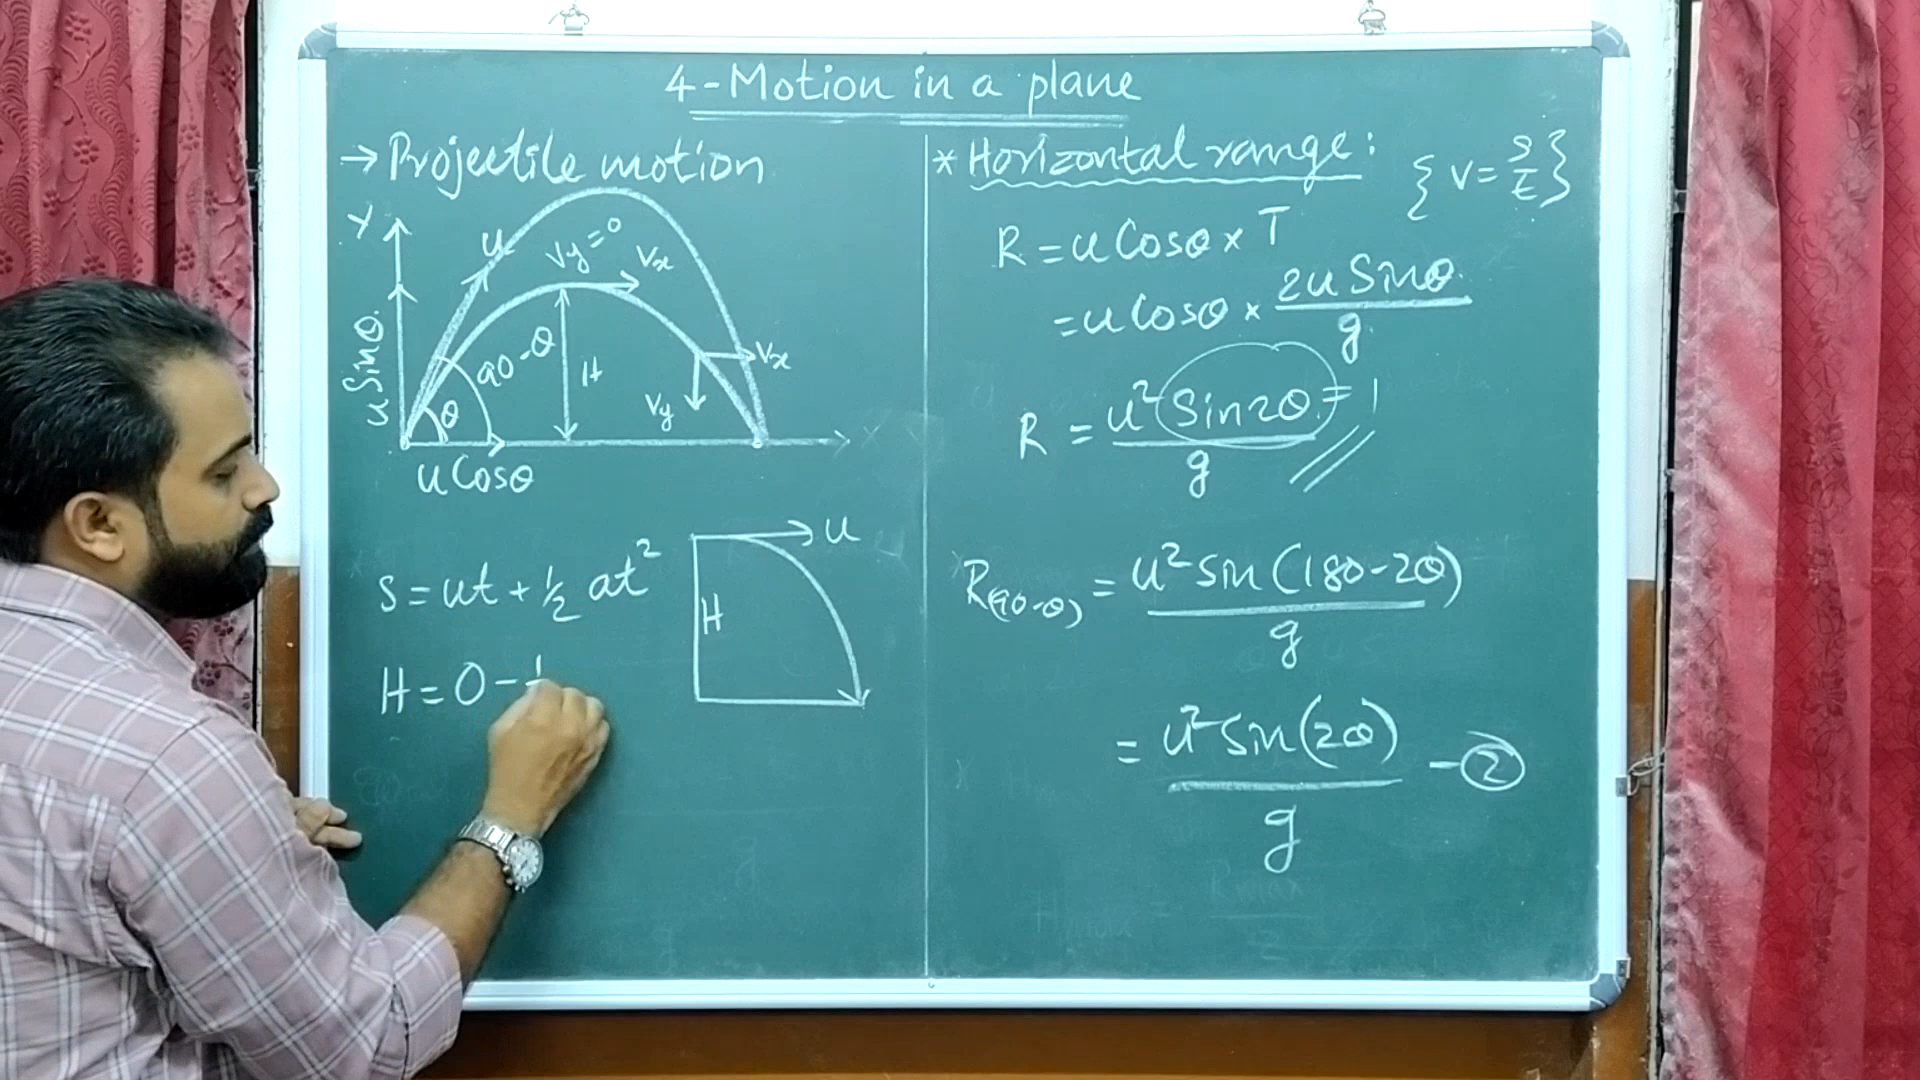 4-Motion in a plane
→ Projectile motion
Y
u
Vy=0
Vx
u Sinθ
90-θ
θ
H
Vx
Vy
X
u Cosθ
S = ut + 1/2 at²
H = 0 - 1
u
H
* Horizontal range:
{ V = S/t }
R = u Cosθ × T
= u Cosθ × 2u Sinθ / g
R = u² Sin2θ / g = 1
R(90-θ) = u² sin(180-2θ) / g
= u² sin(2θ) / g - ②